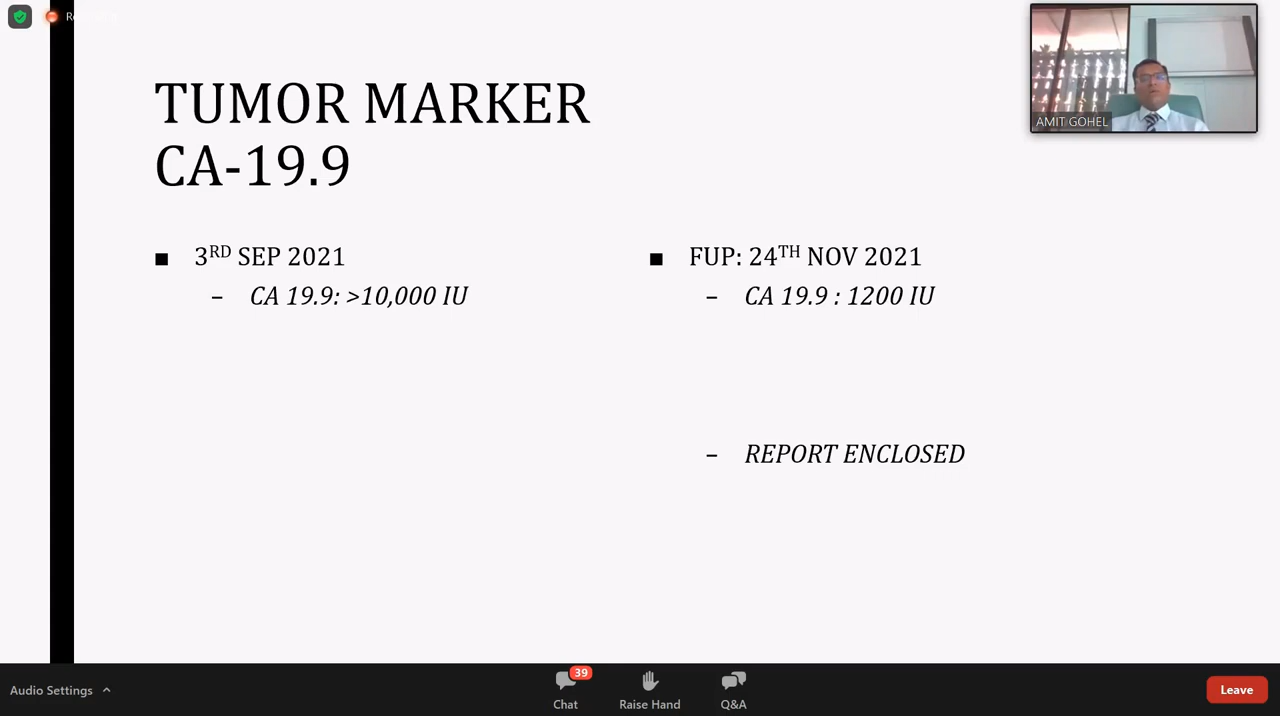 TUMOR MARKER
CA-19.9
■ 3RD SEP 2021
– CA 19.9: >10,000 IU
■ FUP: 24TH NOV 2021
– CA 19.9 : 1200 IU
– REPORT ENCLOSED
AMIT GOHEL
Audio Settings
39
Chat
Raise Hand
Q&A
Leave